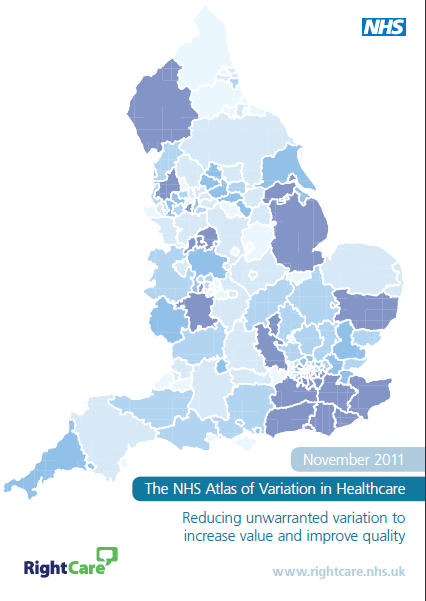 NHS
November 2011
The NHS Atlas of Variation in Healthcare
Reducing unwarranted variation to
increase value and improve quality
RightCare
www.rightcare.nhs.uk